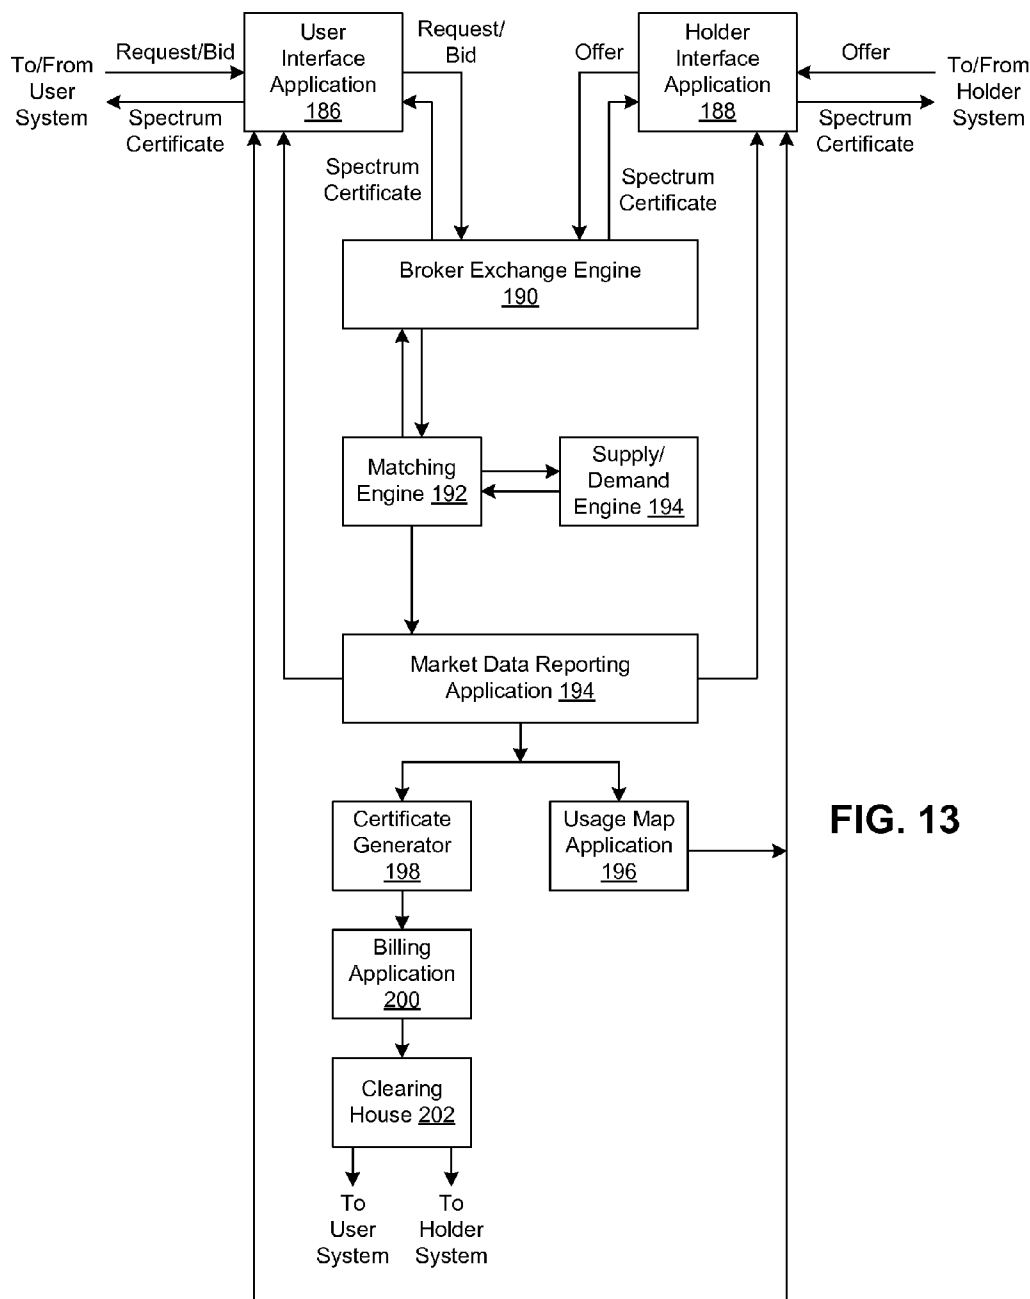 To/From
User
System
Request/Bid
Spectrum
Certificate
User
Interface
Application
186
Request/
Bid
Spectrum
Certificate
Offer
Spectrum
Certificate
Holder
Interface
Application
188
Offer
Spectrum
Certificate
To/From
Holder
System
Broker Exchange Engine
190
Matching
Engine 192
Supply/
Demand
Engine 194
Market Data Reporting
Application 194
Certificate
Generator
198
Usage Map
Application
196
FIG. 13
Billing
Application
200
Clearing
House 202
To
User
System
To
Holder
System